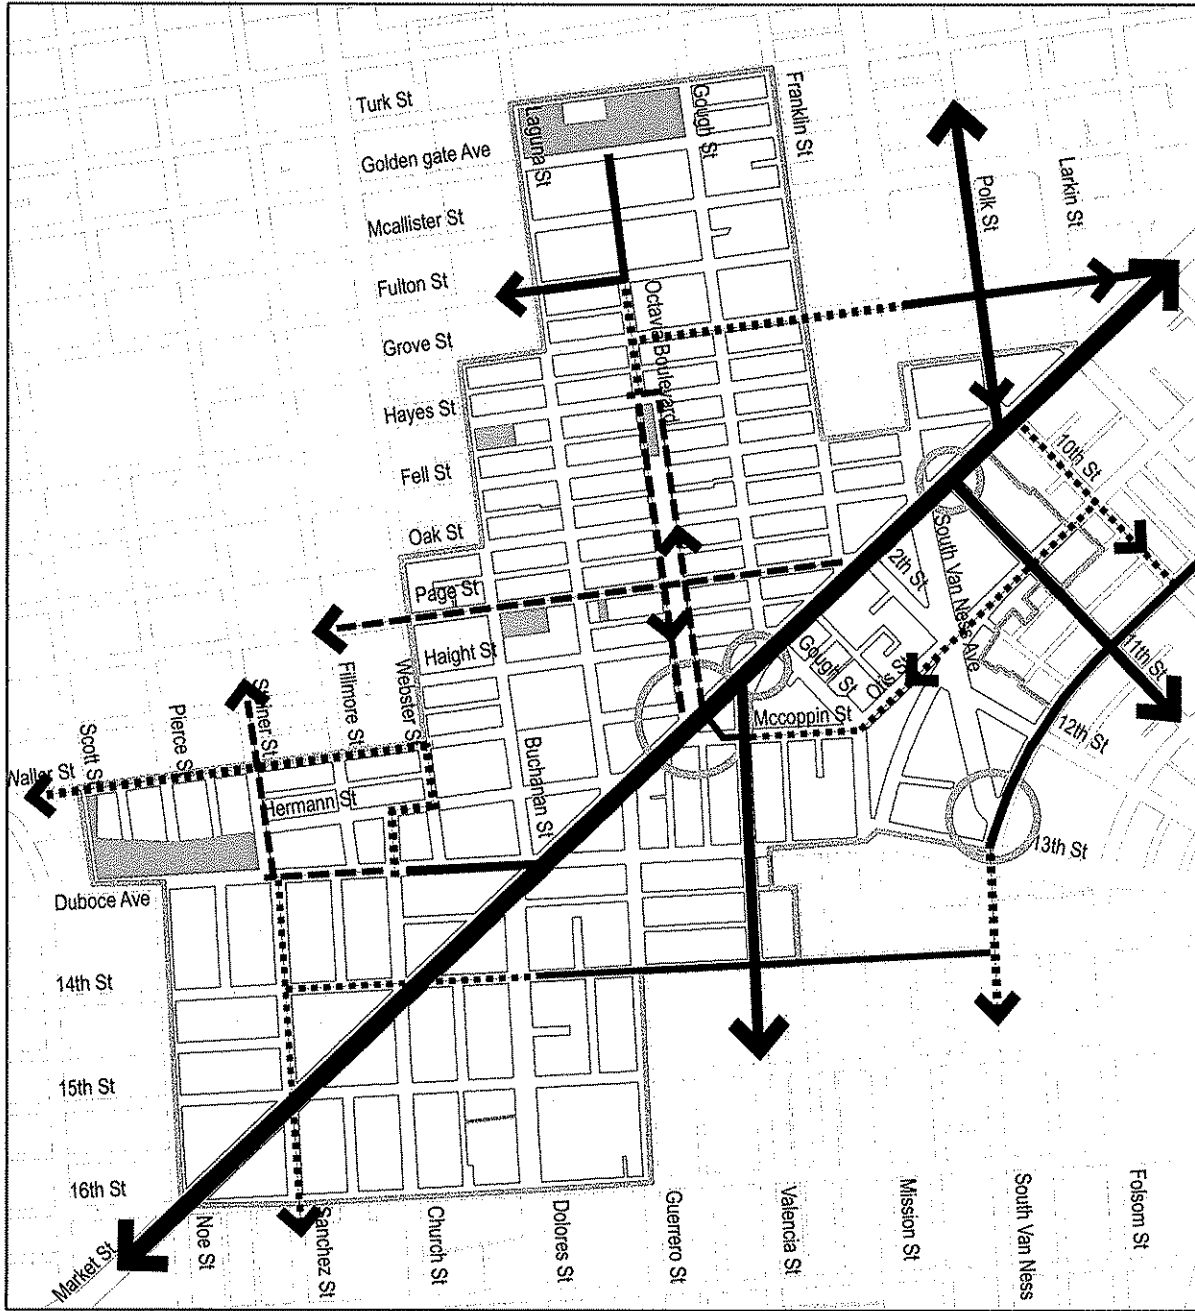 Turk St
Golden gate Ave
Mcallister St
Fulton St
Grove St
Hayes St
Fell St
Oak St
Page St
Haight St
Laguna St
Gough St
Franklin St
Polk St
Larkin St
Octavia Boulevard
10th St
2th St
South Van Ness Ave
11th St
12th St
13th St
Gough St
Otis St
Mccoppin St
Webster S
Fillmore St
Pierce S
Scott S
Waller St
Hermann St
Buchanan St
Duboce Ave
14th St
15th St
16th St
Market St
Noe St
Sanchez St
Church St
Dolores St
Guerrero St
Valencia St
Mission St
South Van Ness
Folsom St